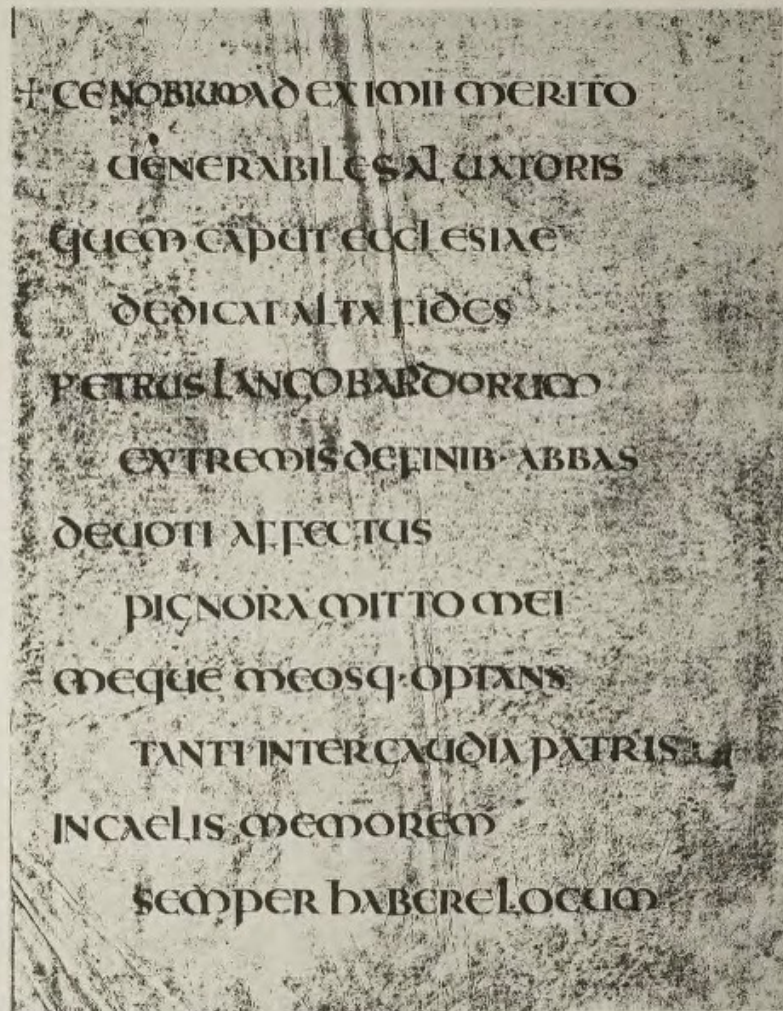 + CENOBIUM AD EXIMII MERITO
UENERABILE SALUATORIS
QUEM CAPUT ECCLESIAE
DEDICAT ALTA FIDES
PETRUS LANGOBARDORUM
EXTREMIS DE FINIB· ABBAS
DEUOTI AFFECTUS
PIGNORA MITTO MEI
MEQUE MEOSQ· OPTANS
TANTI INTER GAUDIA PATRIS
IN CAELIS MEMOREM
SEMPER HABERE LOCUM